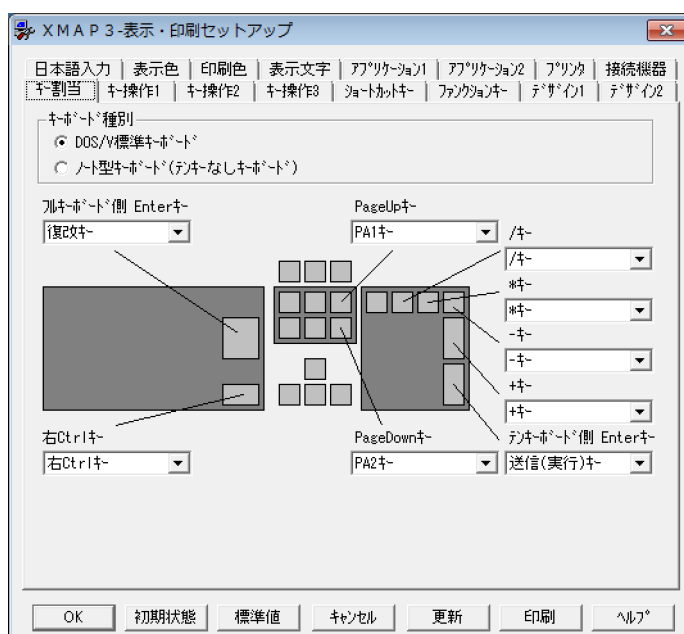 XMAP3-表示・印刷セットアップ
日本語入力 表示色 印刷色 表示文字 ｱﾌﾟﾘｹｰｼｮﾝ1 ｱﾌﾟﾘｹｰｼｮﾝ2 ﾌﾟﾘﾝﾀ 接続機器
ｷｰ割当 ｷｰ操作1 ｷｰ操作2 ｷｰ操作3 ｼｮｰﾄｶｯﾄｷｰ ﾌｧﾝｸｼｮﾝｷｰ ﾃﾞｻﾞｲﾝ1 ﾃﾞｻﾞｲﾝ2
ｷｰﾎﾞｰﾄﾞ種別
DOS/V標準ｷｰﾎﾞｰﾄﾞ
ﾉｰﾄ型ｷｰﾎﾞｰﾄﾞ(ﾃﾝｷｰなしｷｰﾎﾞｰﾄﾞ)
ﾌﾙｷｰﾎﾞｰﾄﾞ側 Enterｷｰ
復改ｷｰ
PageUpｷｰ
PA1ｷｰ
/ｷｰ
/ｷｰ
*ｷｰ
*ｷｰ
-ｷｰ
-ｷｰ
+ｷｰ
+ｷｰ
右Ctrlｷｰ
右Ctrlｷｰ
PageDownｷｰ
PA2ｷｰ
ﾃﾝｷｰﾎﾞｰﾄﾞ側 Enterｷｰ
送信(実行)ｷｰ
OK 初期状態 標準値 ｷｬﾝｾﾙ 更新 印刷 ﾍﾙﾌﾟ